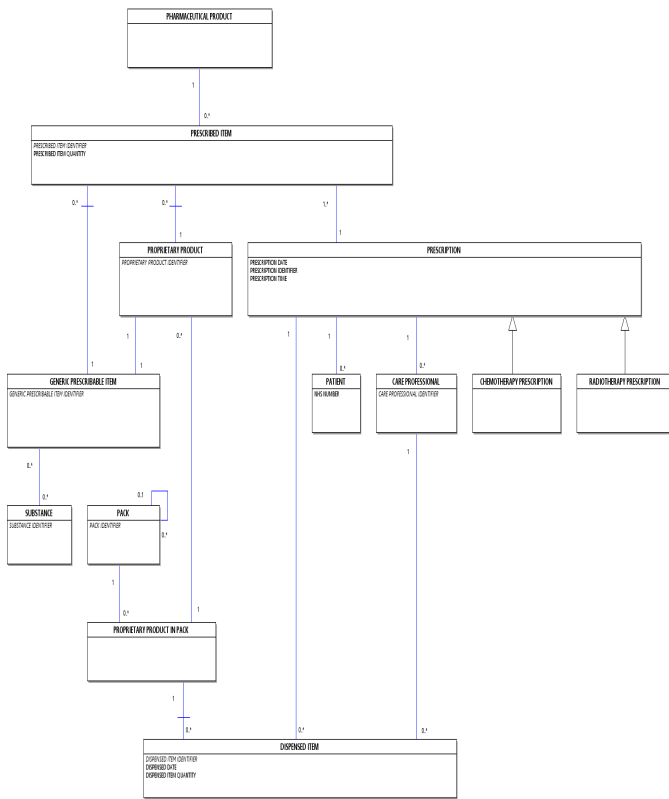 PHARMACEUTICAL PRODUCT
1
0..*
PRESCRIBED ITEM
PRESCRIBED ITEM IDENTIFIER
PRESCRIBED ITEM QUANTITY
0..* 0..* 1..*
1 1
PROPRIETARY PRODUCT PRESCRIPTION
PROPRIETARY PRODUCT IDENTIFIER PRESCRIPTION DATE
PRESCRIPTION IDENTIFIER
PRESCRIPTION TIME
1 0..* 1 1 1
1 1 0..* 0..*
GENERIC PRESCRIBABLE ITEM PATIENT CARE PROFESSIONAL CHEMOTHERAPY PRESCRIPTION RADIOTHERAPY PRESCRIPTION
GENERIC PRESCRIBABLE ITEM IDENTIFIER NHS NUMBER CARE PROFESSIONAL IDENTIFIER
1
0..*
0..* 0..1
SUBSTANCE PACK
SUBSTANCE IDENTIFIER PACK IDENTIFIER
0..*
1
0..* 1
PROPRIETARY PRODUCT IN PACK
1
0..* 0..* 0..*
DISPENSED ITEM
DISPENSED ITEM IDENTIFIER
DISPENSED DATE
DISPENSED ITEM QUANTITY